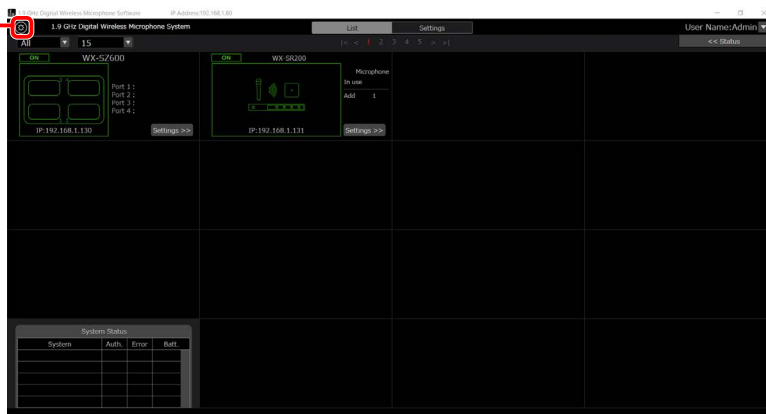 1.9 GHz Digital Wireless Microphone Software IP Address:192.168.1.80
1.9 GHz Digital Wireless Microphone System List Settings User Name:Admin
All 15 |< < 1 2 3 4 5 > >| << Status
ON WX-SZ600
Port 1 :
Port 2 :
Port 3 :
Port 4 :
IP:192.168.1.130 Settings >>
ON WX-SR200
Microphone
In use
Add 1
IP:192.168.1.131 Settings >>
System Status
System Auth. Error Batt.